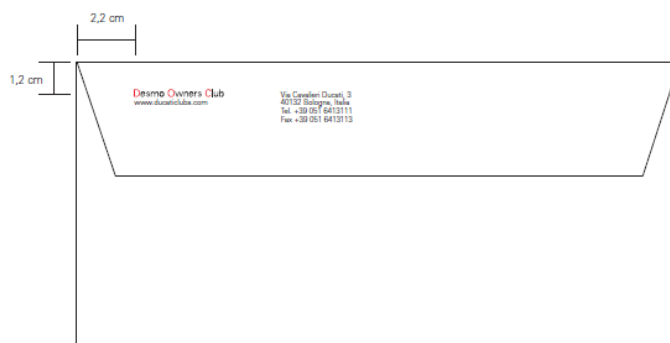 2,2 cm
1,2 cm
Desmo Owners Club
www.ducaticlubs.com
Via Cavalieri Ducati, 3
40132 Bologna, Italia
Tel. +39 051 6413111
Fax +39 051 6413113